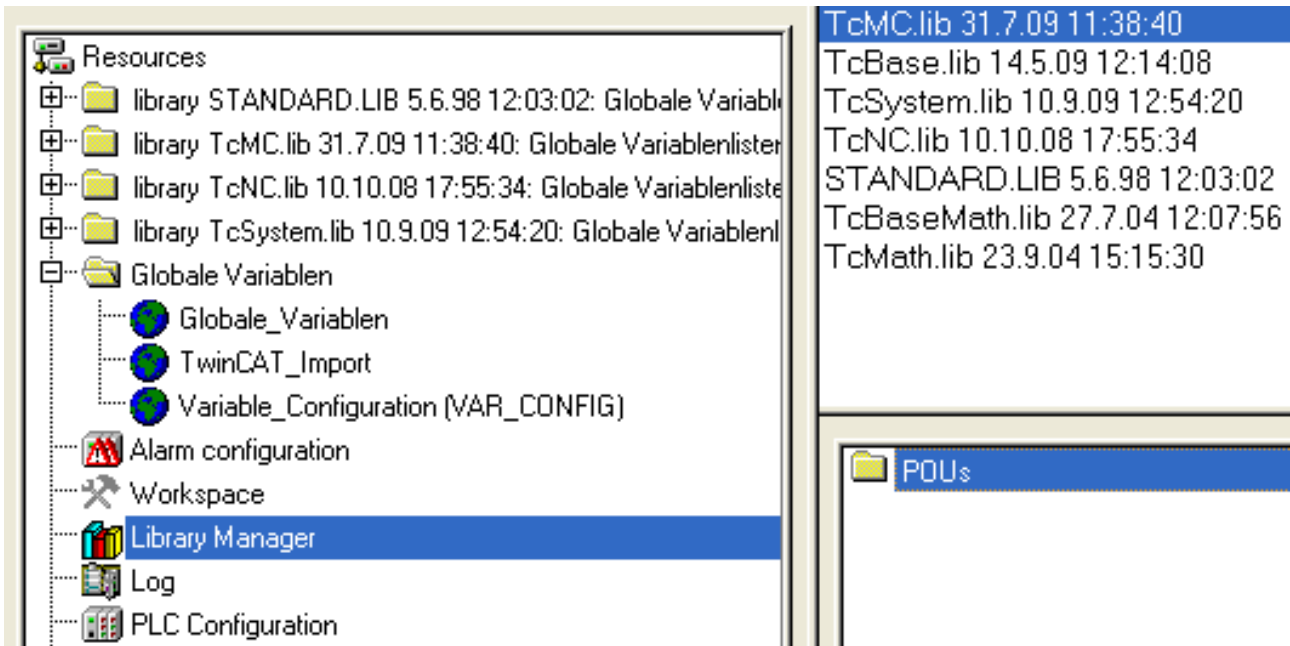 Resources
library STANDARD.LIB 5.6.98 12:03:02: Globale Variabl
library TcMC.lib 31.7.09 11:38:40: Globale Variablenlister
library TcNC.lib 10.10.08 17:55:34: Globale Variablenliste
library TcSystem.lib 10.9.09 12:54:20: Globale Variablenl
Globale Variablen
Globale_Variablen
TwinCAT_Import
Variable_Configuration (VAR_CONFIG)
Alarm configuration
Workspace
Library Manager
Log
PLC Configuration
TcMC.lib 31.7.09 11:38:40
TcBase.lib 14.5.09 12:14:08
TcSystem.lib 10.9.09 12:54:20
TcNC.lib 10.10.08 17:55:34
STANDARD.LIB 5.6.98 12:03:02
TcBaseMath.lib 27.7.04 12:07:56
TcMath.lib 23.9.04 15:15:30
POUs